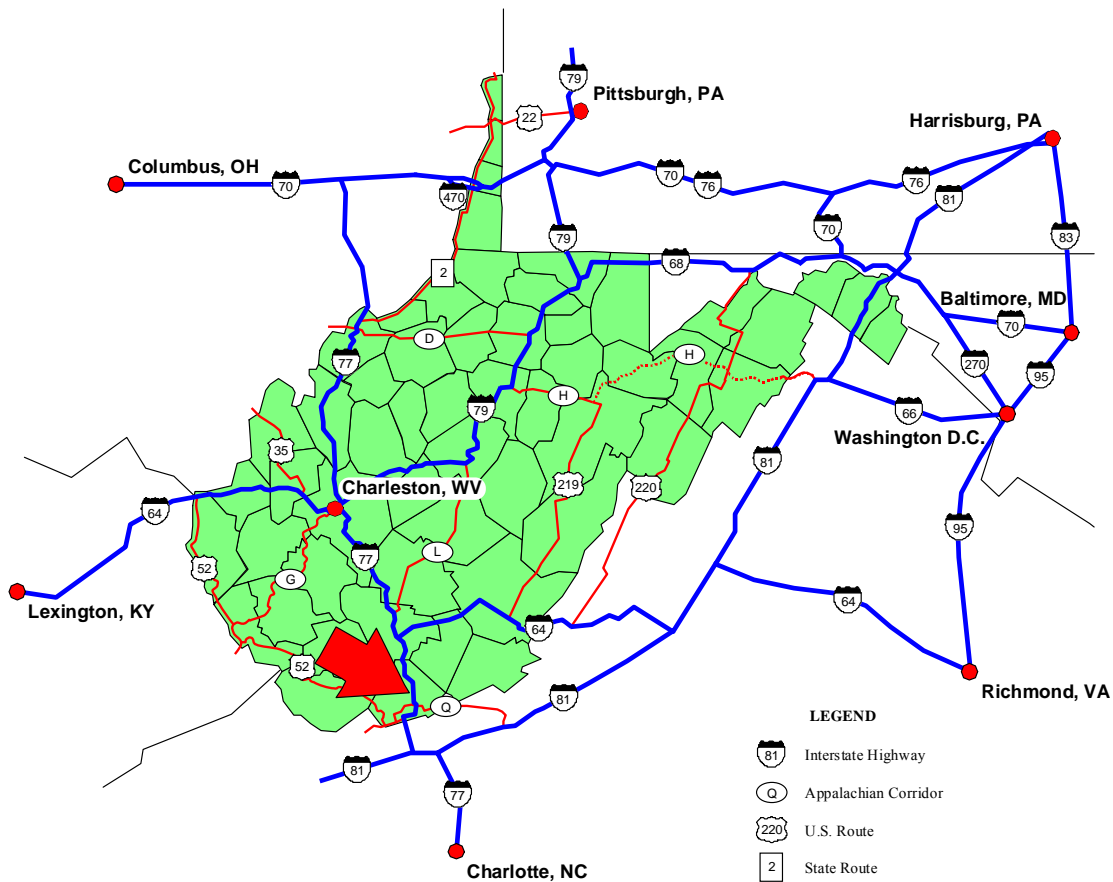 79
Pittsburgh, PA
22
Harrisburg, PA
Columbus, OH
70
470
70
76
76
81
79
70
83
68
2
Baltimore, MD
70
D
77
H
270
95
H
79
66
Washington D.C.
35
81
219
220
Charleston, WV
64
95
77
L
52
G
Lexington, KY
64
64
52
81
Richmond, VA
Q
LEGEND
81
81 Interstate Highway
77
Q Appalachian Corridor
220 U.S. Route
Charlotte, NC
2 State Route